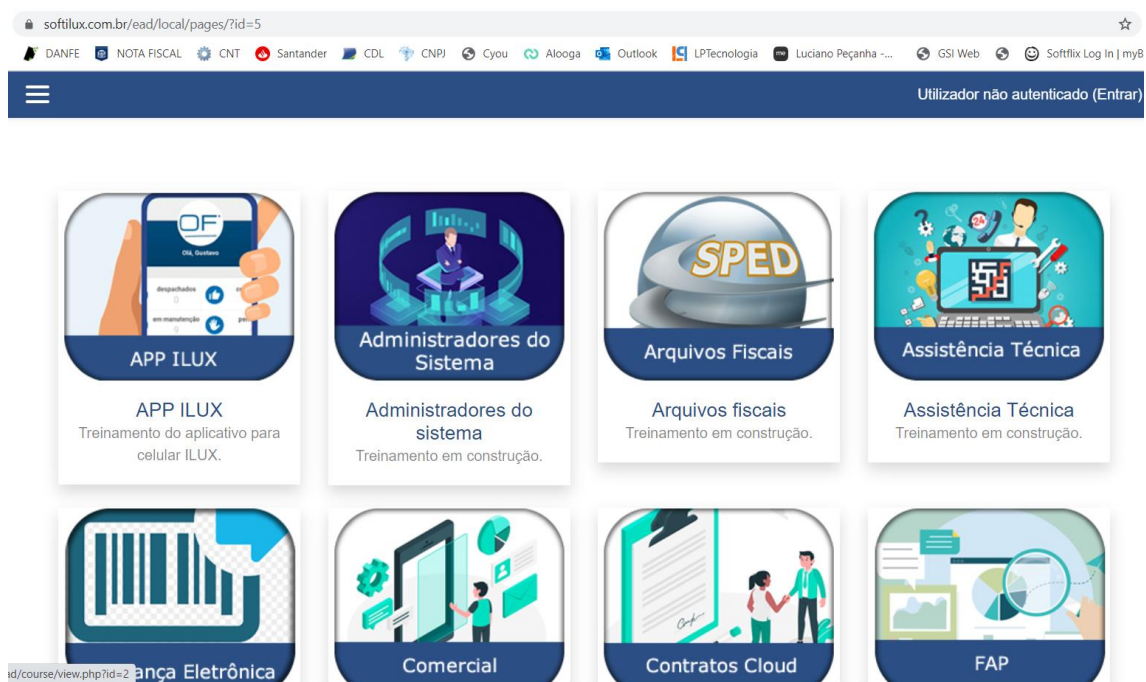 softilux.com.br/ead/local/pages/?id=5
DANFE NOTA FISCAL CNT Santander CDL CNPJ Cyou Alooga Outlook LPTecnologia Luciano Peçanha -... GSI Web Softflix Log In | myB
Utilizador não autenticado (Entrar)
OF
Olá, Gustavo
despachados
0
em manutenção
9
APP ILUX
Administradores do
Sistema
SPED
Arquivos Fiscais
24
Assistência Técnica
APP ILUX
Treinamento do aplicativo para
celular ILUX.
Administradores do
sistema
Treinamento em construção.
Arquivos fiscais
Treinamento em construção.
Assistência Técnica
Treinamento em construção.
ança Eletrônica
Comercial
Contratos Cloud
FAP
ad/course/view.php?id=2